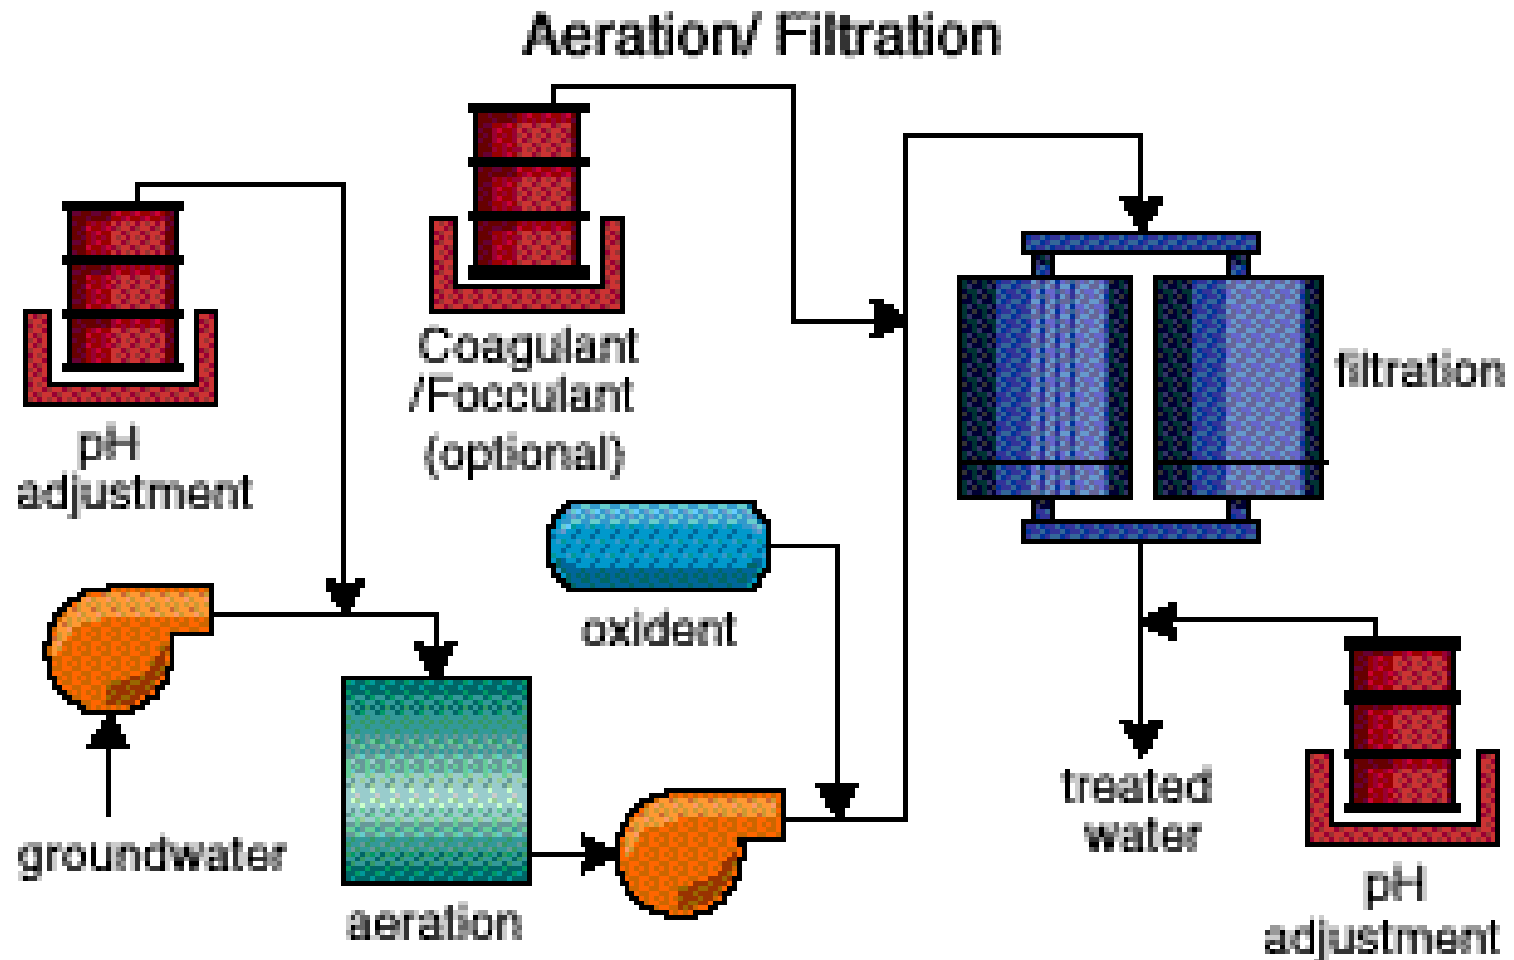 Aeration/ Filtration
Coagulant
/Focculant
(optional)
filtration
pH
adjustment
oxident
groundwater
aeration
treated
water
pH
adjustment